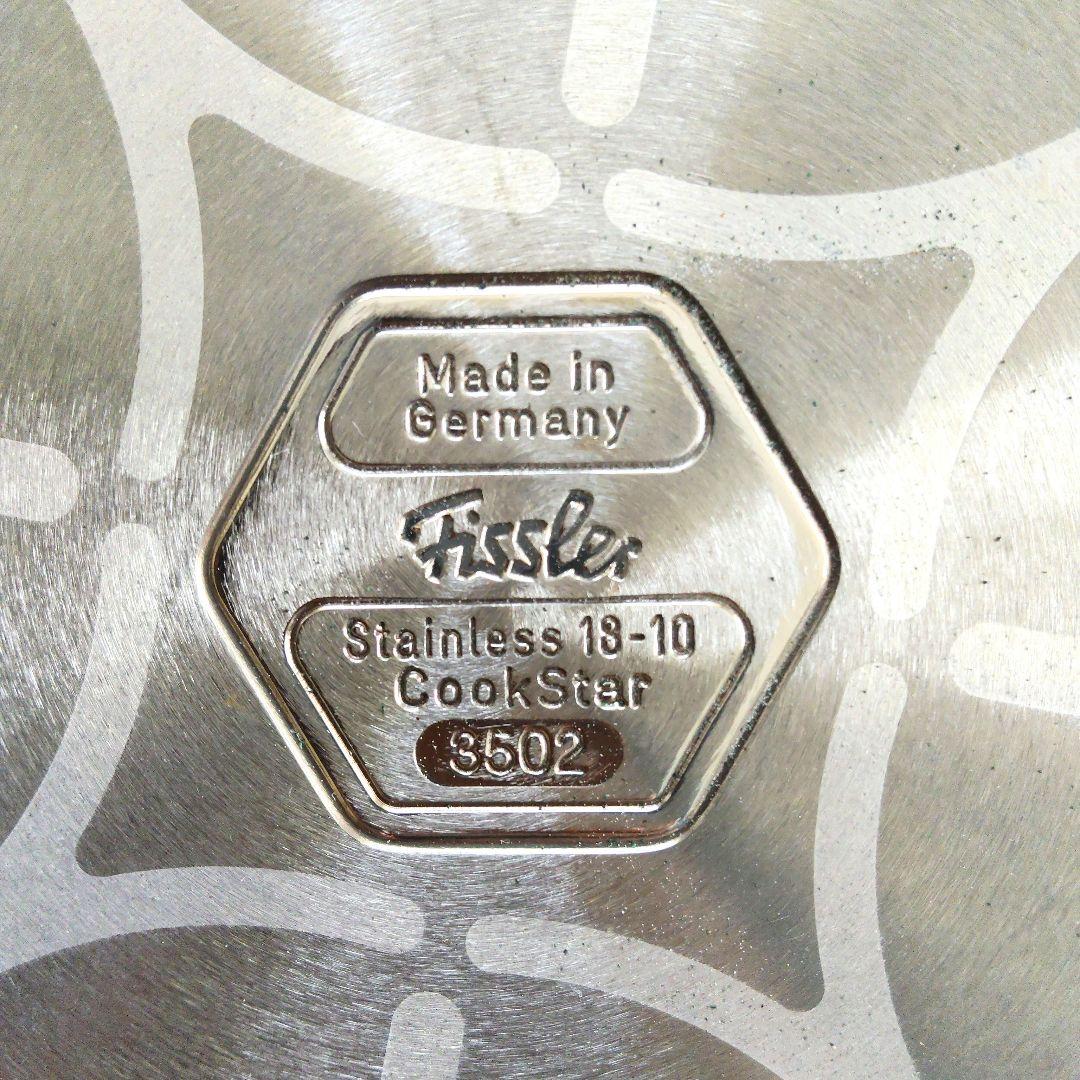 Made in
Germany
Fissler
Stainless 18-10
CookStar
3502